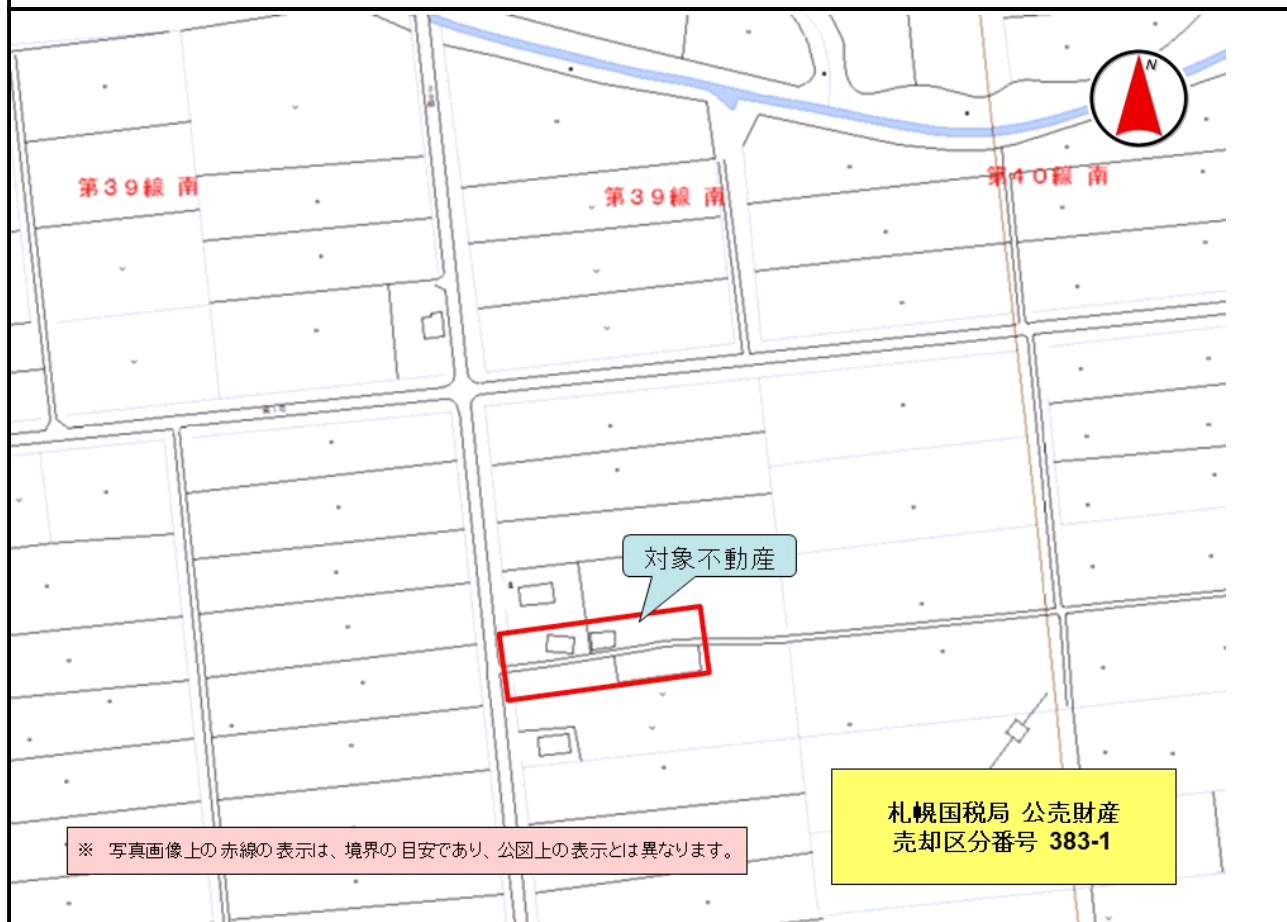 N
第39線 南
第39線 南
第40線 南
対象不動産
札幌国税局 公売財産
売却区分番号 383-1
※ 写真画像上の赤線の表示は、境界の目安であり、公図上の表示とは異なります。